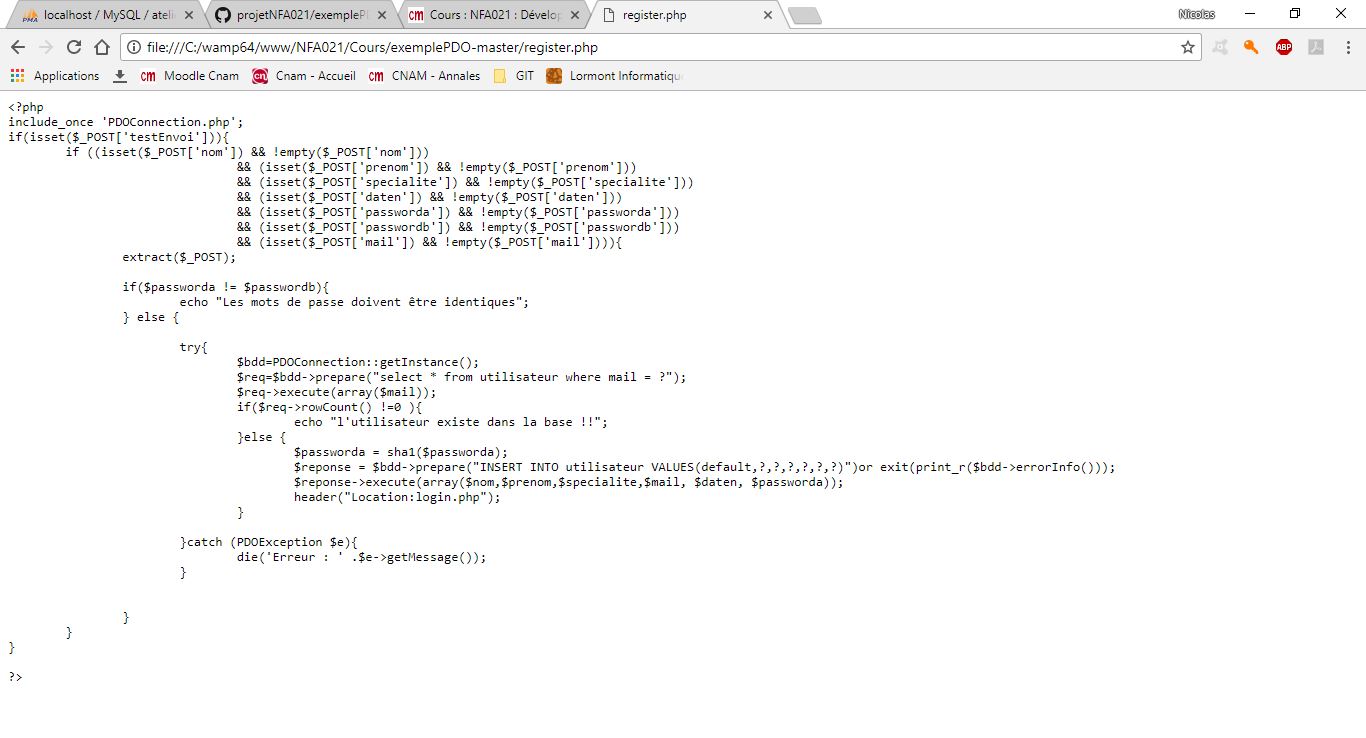 localhost / MySQL / ateli
projetNFA021/exempleP
Cours : NFA021 : Dévelop
register.php
Nicolas
file:///C:/wamp64/www/NFA021/Cours/exemplePDO-master/register.php
ABP
Applications
cm Moodle Cnam
cn Cnam - Accueil
cm CNAM - Annales
GIT
Lormont Informatiqu
<?php
include_once 'PDOConnection.php';
if(isset($_POST['testEnvoi'])){
if ((isset($_POST['nom']) && !empty($_POST['nom']))
&& (isset($_POST['prenom']) && !empty($_POST['prenom']))
&& (isset($_POST['specialite']) && !empty($_POST['specialite']))
&& (isset($_POST['daten']) && !empty($_POST['daten']))
&& (isset($_POST['passworda']) && !empty($_POST['passworda']))
&& (isset($_POST['passwordb']) && !empty($_POST['passwordb']))
&& (isset($_POST['mail']) && !empty($_POST['mail']))){
extract($_POST);
if($passworda != $passwordb){
echo "Les mots de passe doivent être identiques";
} else {
try{
$bdd=PDOConnection::getInstance();
$req=$bdd->prepare("select * from utilisateur where mail = ?");
$req->execute(array($mail));
if($req->rowCount() !=0 ){
echo "l'utilisateur existe dans la base !!";
}else {
$passworda = sha1($passworda);
$reponse = $bdd->prepare("INSERT INTO utilisateur VALUES(default,?,?,?,?,?,?)")or exit(print_r($bdd->errorInfo()));
$reponse->execute(array($nom,$prenom,$specialite,$mail, $daten, $passworda));
header("Location:login.php");
}
}catch (PDOException $e){
die('Erreur : ' .$e->getMessage());
}
}
}
}
?>